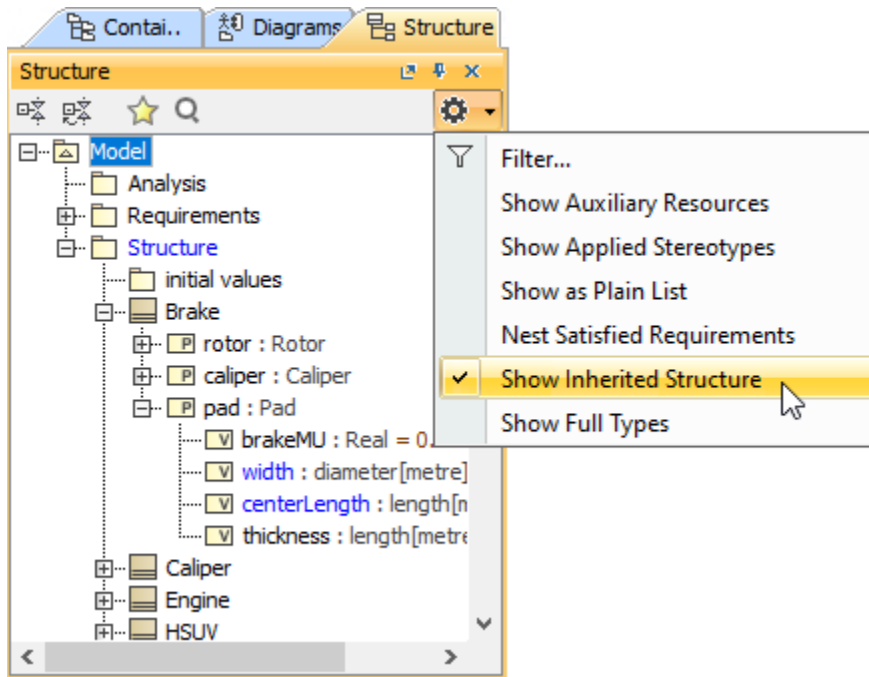 Contai..
Diagrams
Structure
Structure
Model
Analysis
Requirements
Structure
initial values
Brake
rotor : Rotor
caliper : Caliper
pad : Pad
brakeMU : Real = 0.
width : diameter[metre]
centerLength : length[m
thickness : length[metre
Caliper
Engine
HSUV
Filter...
Show Auxiliary Resources
Show Applied Stereotypes
Show as Plain List
Nest Satisfied Requirements
Show Inherited Structure
Show Full Types